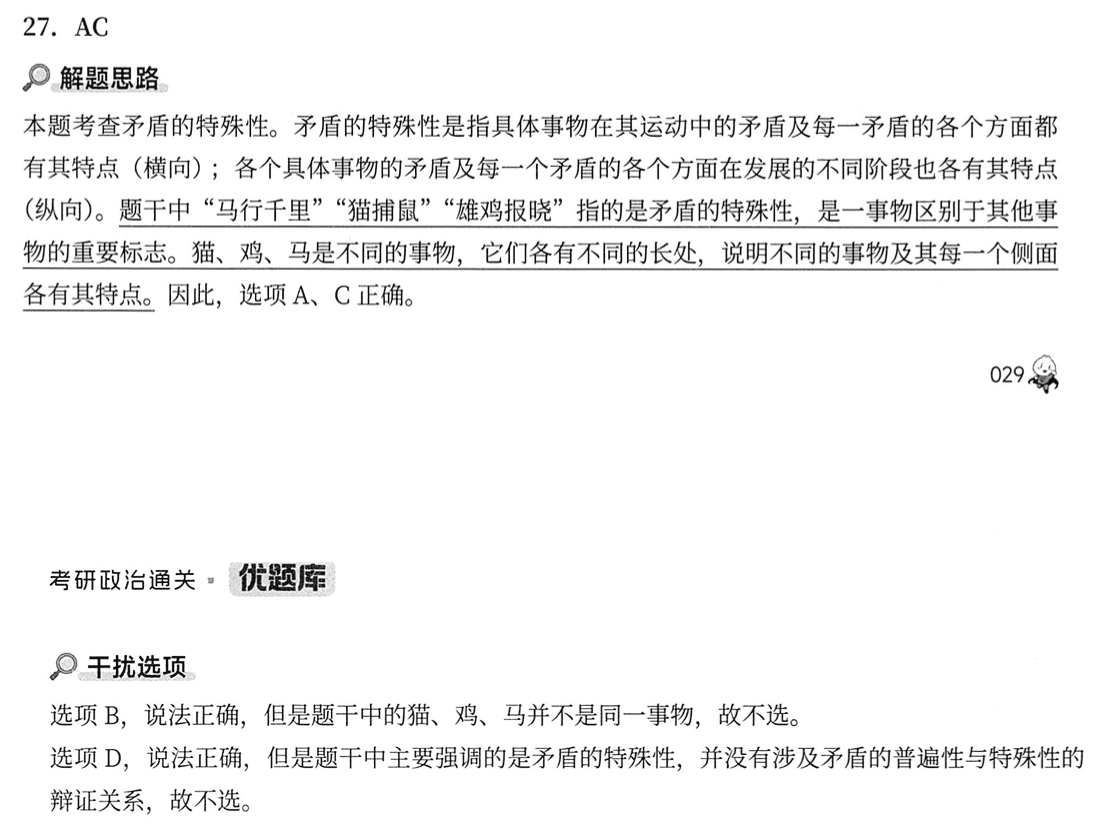 27. AC
解题思路
本题考查矛盾的特殊性。矛盾的特殊性是指具体事物在其运动中的矛盾及每一矛盾的各个方面都
有其特点（横向）；各个具体事物的矛盾及每一个矛盾的各个方面在发展的不同阶段也各有其特点
（纵向）。题干中“马行千里”“猫捕鼠”“雄鸡报晓”指的是矛盾的特殊性，是一事物区别于其他事
物的重要标志。猫、鸡、马是不同的事物，它们各有不同的长处，说明不同的事物及其每一个侧面
各有其特点。因此，选项 A、C 正确。
029
考研政治通关·优题库
干扰选项
选项 B，说法正确，但是题干中的猫、鸡、马并不是同一事物，故不选。
选项 D，说法正确，但是题干中主要强调的是矛盾的特殊性，并没有涉及矛盾的普遍性与特殊性的
辩证关系，故不选。